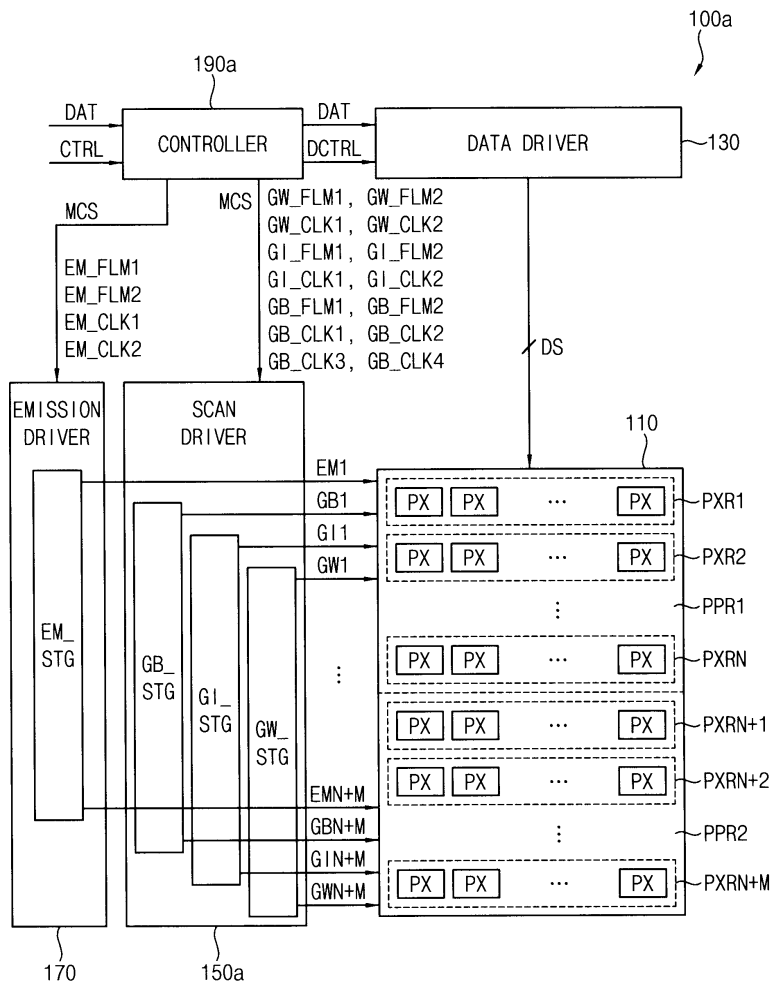 100a
190a
DAT
CTRL
CONTROLLER
DAT
DCTRL
DATA DRIVER
130
MCS
EM_FLM1
EM_FLM2
EM_CLK1
EM_CLK2
MCS
GW_FLM1, GW_FLM2
GW_CLK1, GW_CLK2
GI_FLM1, GI_FLM2
GI_CLK1, GI_CLK2
GB_FLM1, GB_FLM2
GB_CLK1, GB_CLK2
GB_CLK3, GB_CLK4
DS
EMISSION
DRIVER
SCAN
DRIVER
110
EM_
STG
GB_
STG
GI_
STG
GW_
STG
EM1
GB1
GI1
GW1
⋮
EMN+M
GBN+M
GIN+M
GWN+M
PX PX ⋯ PX PXR1
PX PX ⋯ PX PXR2
⋮ PPR1
PX PX ⋯ PX PXRN
PX PX ⋯ PX PXRN+1
PX PX ⋯ PX PXRN+2
⋮ PPR2
PX PX ⋯ PX PXRN+M
170
150a